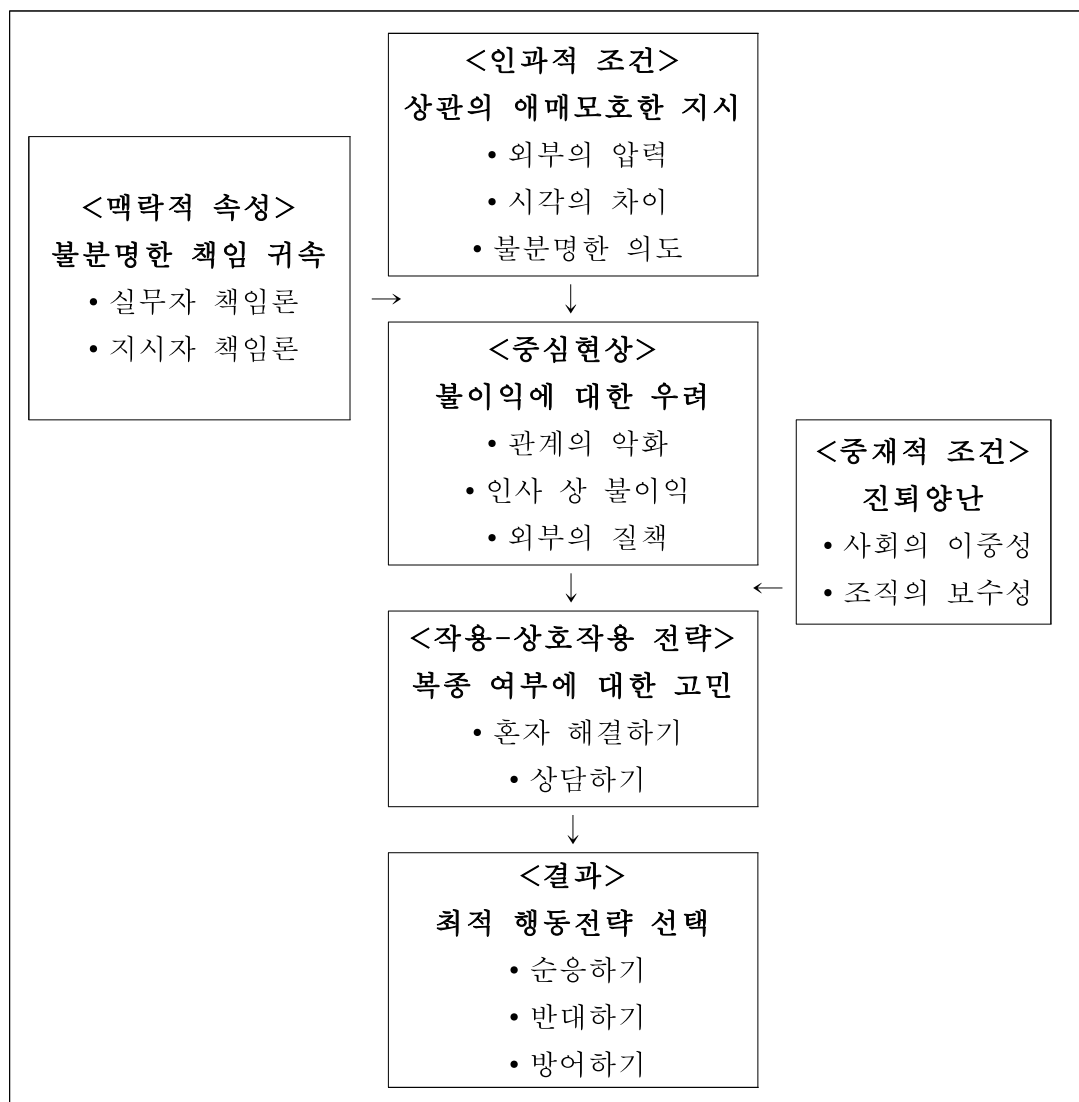 <인과적 조건>
상관의 애매모호한 지시
• 외부의 압력
• 시각의 차이
• 불분명한 의도
<맥락적 속성>
불분명한 책임 귀속
• 실무자 책임론
• 지시자 책임론
→
↓
<중심현상>
불이익에 대한 우려
• 관계의 악화
• 인사 상 불이익
• 외부의 질책
<중재적 조건>
진퇴양난
• 사회의 이중성
• 조직의 보수성
↓
←
<작용-상호작용 전략>
복종 여부에 대한 고민
• 혼자 해결하기
• 상담하기
↓
<결과>
최적 행동전략 선택
• 순응하기
• 반대하기
• 방어하기